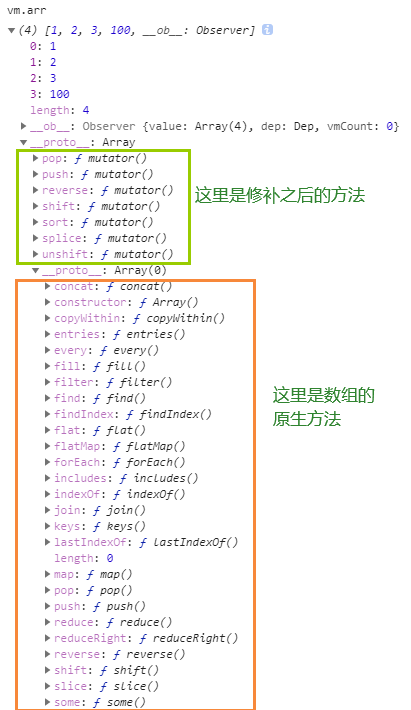 vm.arr
▼(4) [1, 2, 3, 100, __ob__: Observer] i
0: 1
1: 2
2: 3
3: 100
length: 4
▶__ob__: Observer {value: Array(4), dep: Dep, vmCount: 0}
▼__proto__: Array
▶pop: ƒ mutator()
▶push: ƒ mutator()
▶reverse: ƒ mutator()
▶shift: ƒ mutator()
▶sort: ƒ mutator()
▶splice: ƒ mutator()
▶unshift: ƒ mutator()
这里是修补之后的方法
▼__proto__: Array(0)
▶concat: ƒ concat()
▶constructor: ƒ Array()
▶copyWithin: ƒ copyWithin()
▶entries: ƒ entries()
▶every: ƒ every()
▶fill: ƒ fill()
▶filter: ƒ filter()
▶find: ƒ find()
▶findIndex: ƒ findIndex()
▶flat: ƒ flat()
▶flatMap: ƒ flatMap()
▶forEach: ƒ forEach()
▶includes: ƒ includes()
▶indexOf: ƒ indexOf()
▶join: ƒ join()
▶keys: ƒ keys()
▶lastIndexOf: ƒ lastIndexOf()
length: 0
▶map: ƒ map()
▶pop: ƒ pop()
▶push: ƒ push()
▶reduce: ƒ reduce()
▶reduceRight: ƒ reduceRight()
▶reverse: ƒ reverse()
▶shift: ƒ shift()
▶slice: ƒ slice()
▶some: ƒ some()
这里是数组的
原生方法